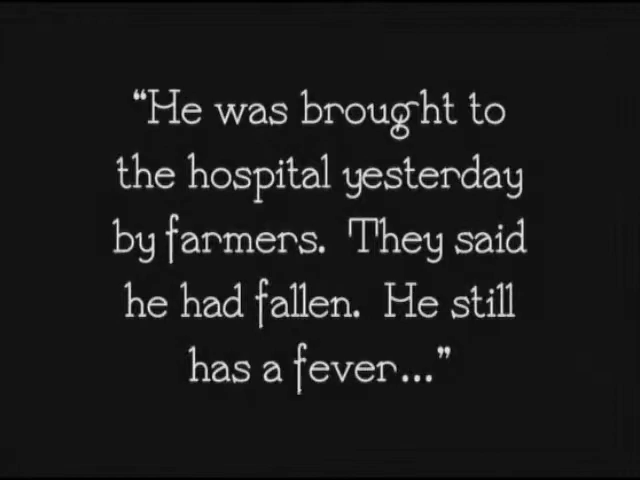 “He was brought to
the hospital yesterday
by farmers. They said
he had fallen. He still
has a fever...”